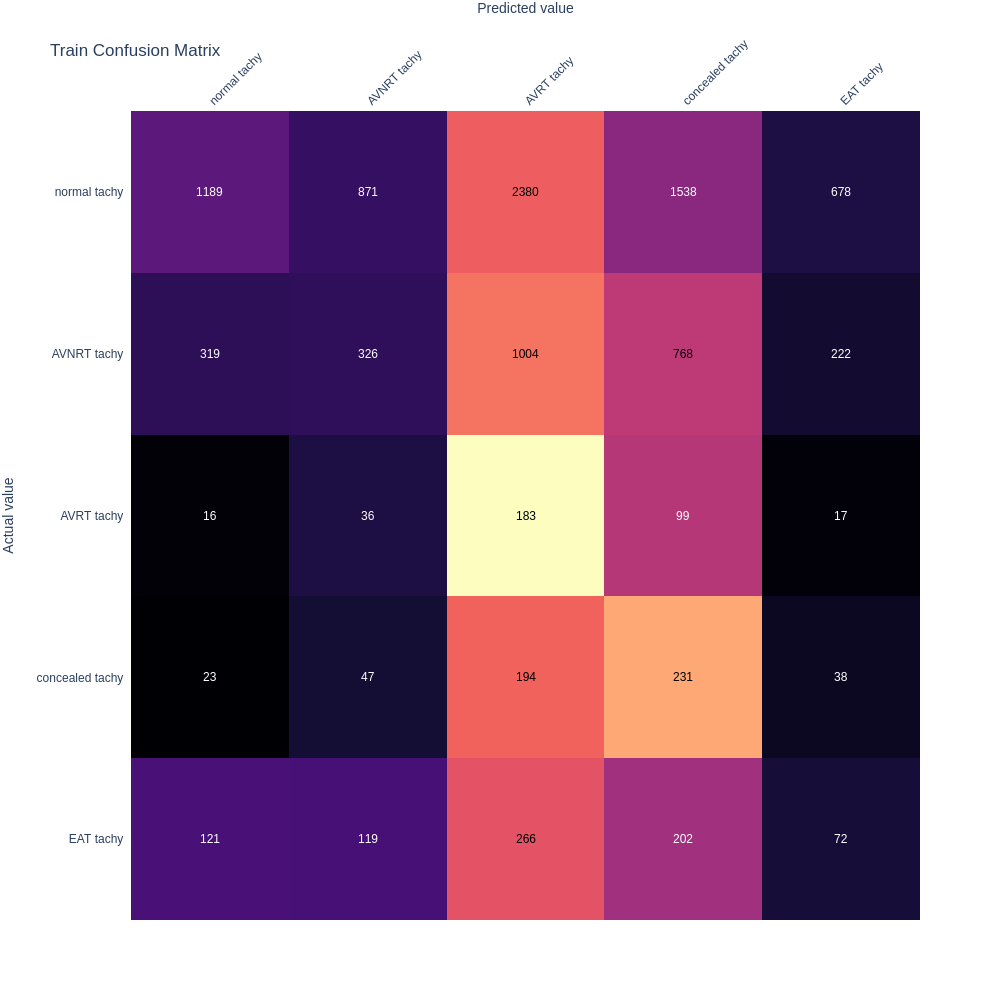 Predicted value
Train Confusion Matrix
normal tachy
AVNRT tachy
AVRT tachy
concealed tachy
EAT tachy
normal tachy 1189 871 2380 1538 678
AVNRT tachy 319 326 1004 768 222
AVRT tachy 16 36 183 99 17
concealed tachy 23 47 194 231 38
EAT tachy 121 119 266 202 72
Actual value